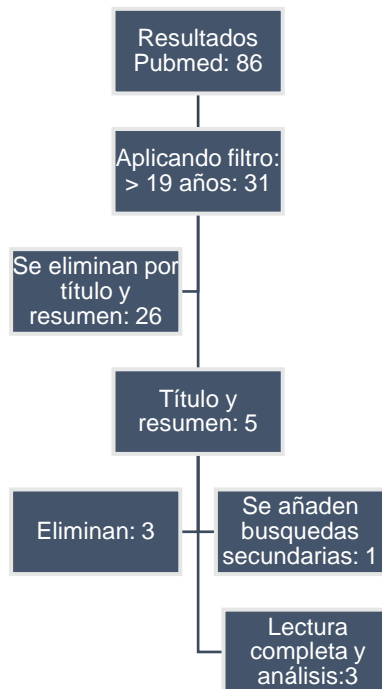 Resultados
Pubmed: 86
Aplicando filtro:
> 19 años: 31
Se eliminan por
título y
resumen: 26
Título y
resumen: 5
Eliminan: 3
Se añaden
busquedas
secundarias: 1
Lectura
completa y
análisis:3